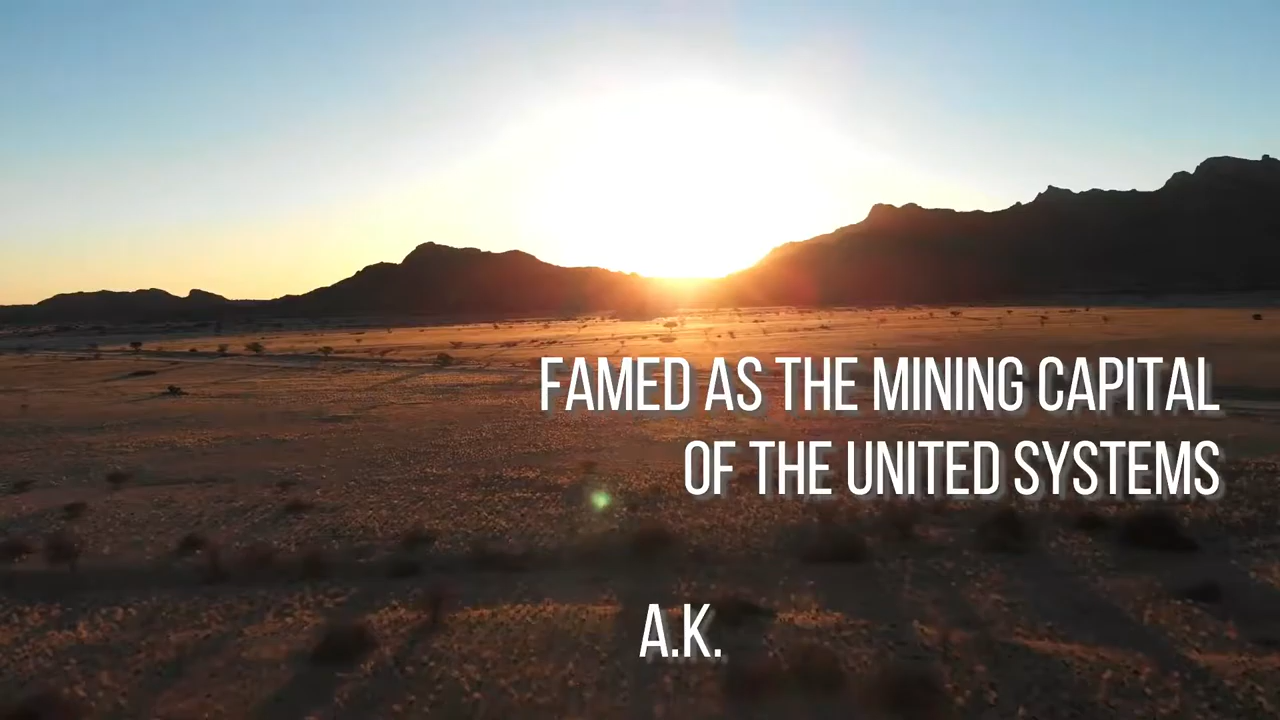 FAMED AS THE MINING CAPITAL
OF THE UNITED SYSTEMS
A.K.